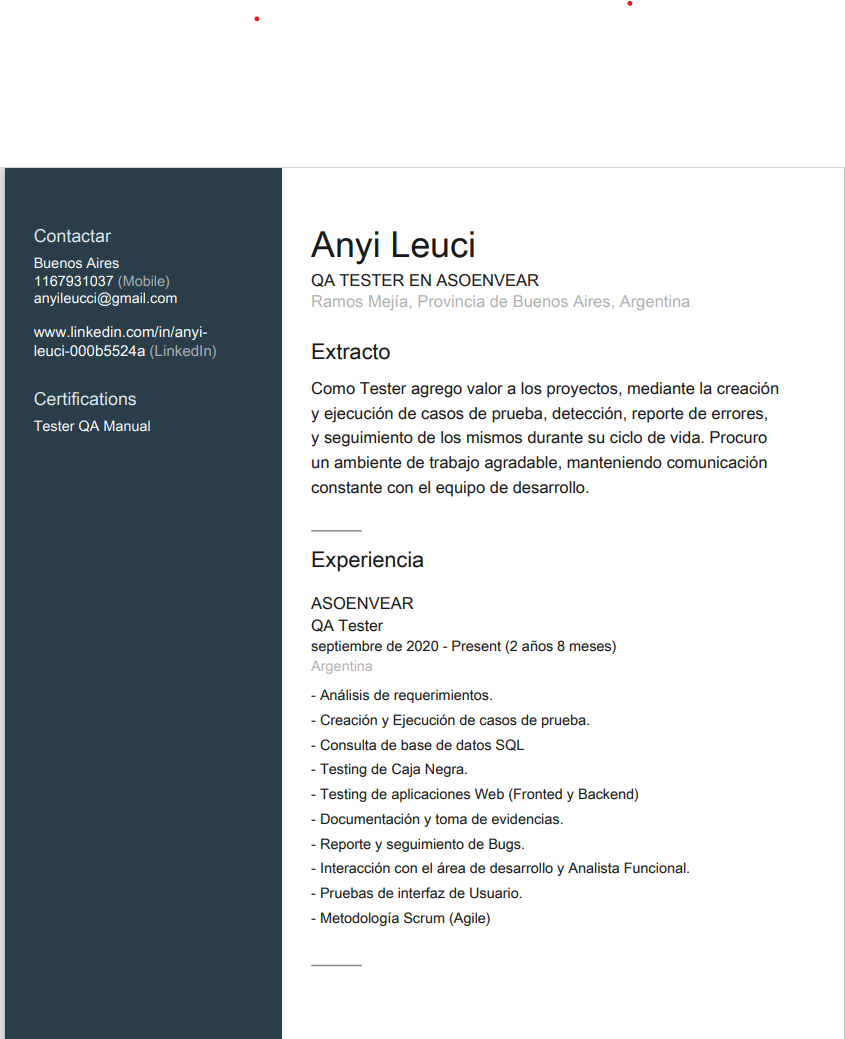 Contactar
Buenos Aires
1167931037 (Mobile)
anyileucci@gmail.com
www.linkedin.com/in/anyi-
leuci-000b5524a (LinkedIn)
Certifications
Tester QA Manual
Anyi Leuci
QA TESTER EN ASOENVEAR
Ramos Mejía, Provincia de Buenos Aires, Argentina
Extracto
Como Tester agrego valor a los proyectos, mediante la creación
y ejecución de casos de prueba, detección, reporte de errores,
y seguimiento de los mismos durante su ciclo de vida. Procuro
un ambiente de trabajo agradable, manteniendo comunicación
constante con el equipo de desarrollo.
Experiencia
ASOENVEAR
QA Tester
septiembre de 2020 - Present (2 años 8 meses)
Argentina
- Análisis de requerimientos.
- Creación y Ejecución de casos de prueba.
- Consulta de base de datos SQL
- Testing de Caja Negra.
- Testing de aplicaciones Web (Fronted y Backend)
- Documentación y toma de evidencias.
- Reporte y seguimiento de Bugs.
- Interacción con el área de desarrollo y Analista Funcional.
- Pruebas de interfaz de Usuario.
- Metodología Scrum (Agile)